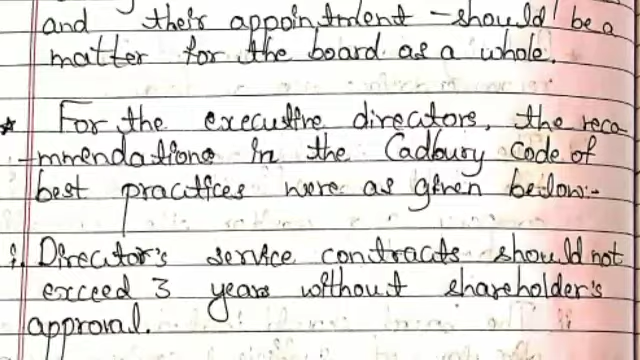 and their appointment - should be a
matter for the board as a whole.
* For the executive directors, the reco-
-mmendations in the Cadbury Code of
best practices were as given below:-
i. Director's service contracts should not
exceed 3 years without shareholder's
approval.